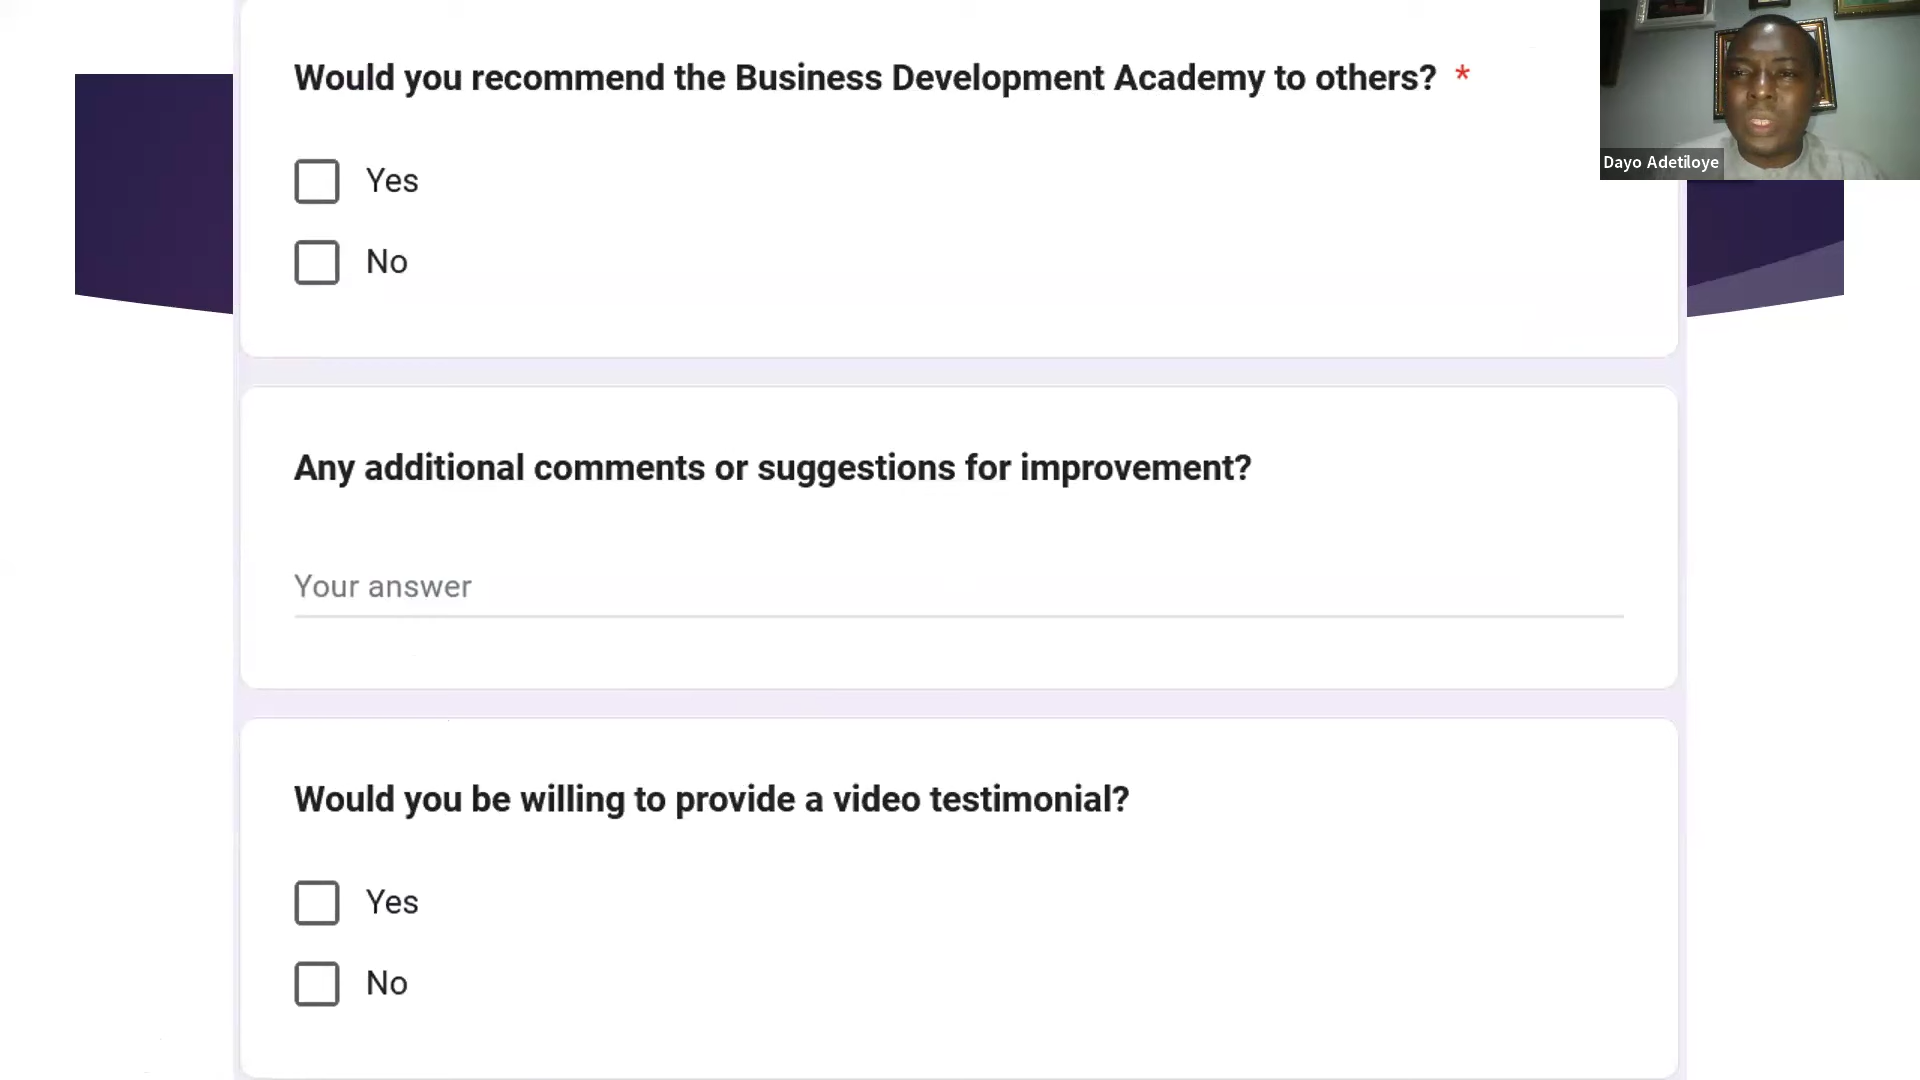 Would you recommend the Business Development Academy to others? *
Yes
No
Dayo Adetiloye
Any additional comments or suggestions for improvement?
Your answer
Would you be willing to provide a video testimonial?
Yes
No